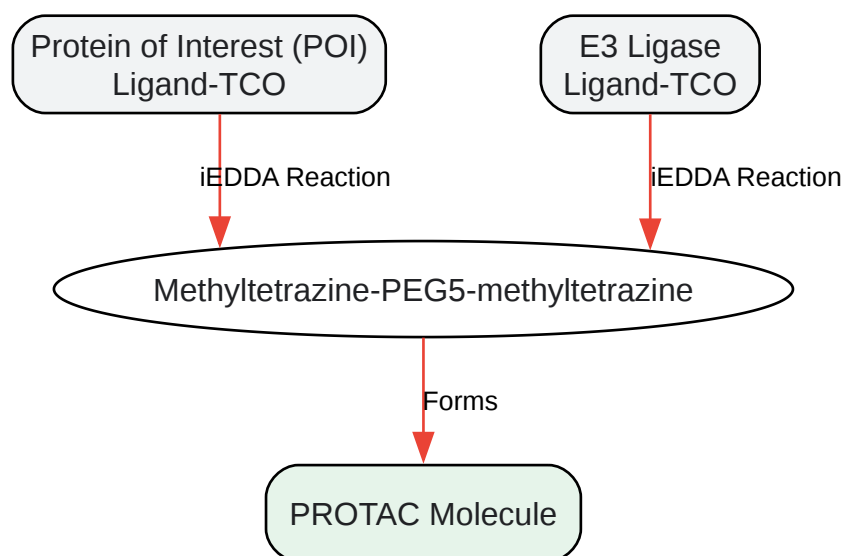 Protein of Interest (POI)
Ligand-TCO
E3 Ligase
Ligand-TCO
iEDDA Reaction
iEDDA Reaction
Methyltetrazine-PEG5-methyltetrazine
Forms
PROTAC Molecule